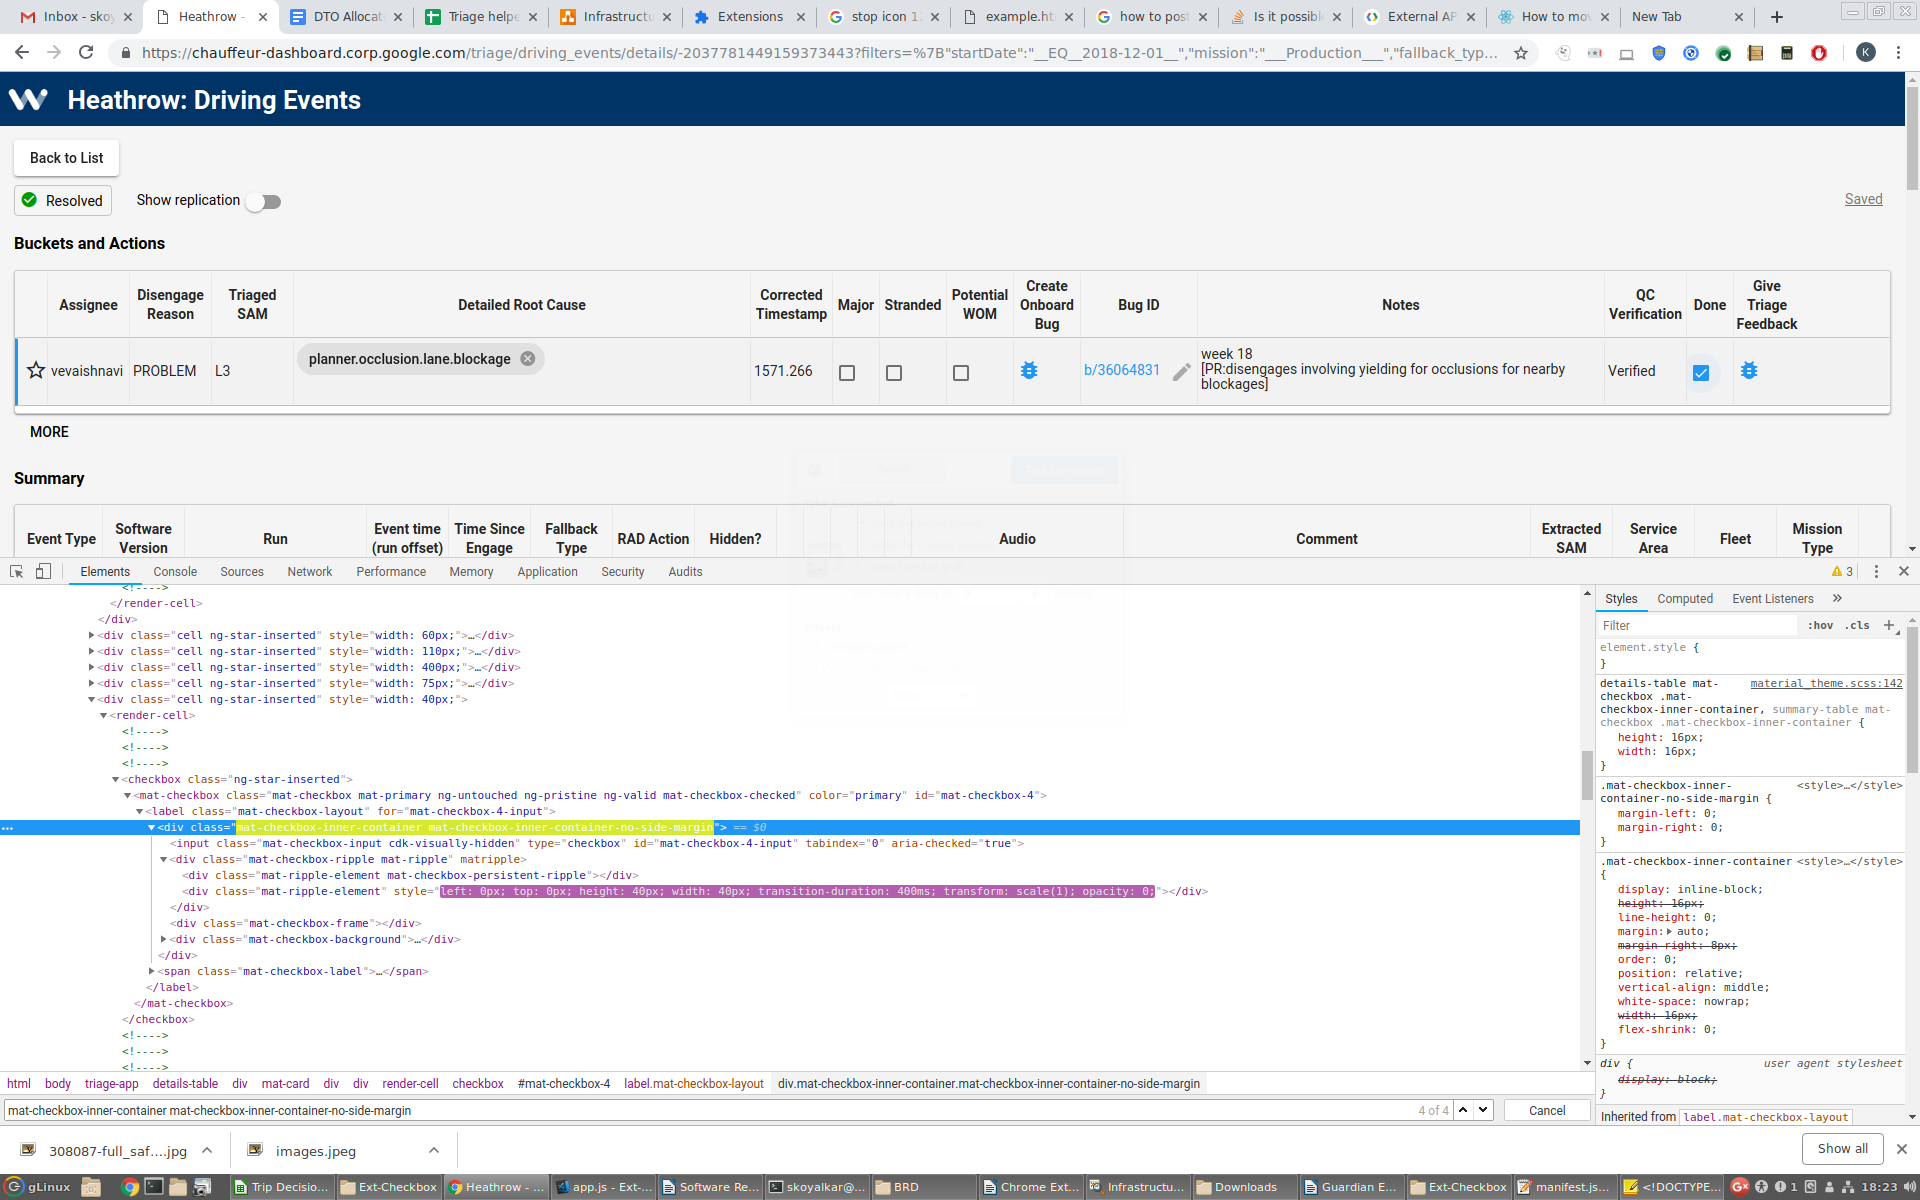 Inbox - skoy
Heathrow -
DTO Allocat
Triage helpe
Infrastructu
Extensions
stop icon 12
example.ht
how to post
Is it possibl
External AP
How to mov
New Tab
https://chauffeur-dashboard.corp.google.com/triage/driving_events/details/-2037781449159373443?filters=%7B"startDate":"__EQ__2018-12-01__","mission":"___Production___","fallback_typ...
K
Heathrow: Driving Events
Back to List
Resolved
Show replication
Saved
Buckets and Actions
Assignee Disengage Reason Triaged SAM Detailed Root Cause Corrected Timestamp Major Stranded Potential WOM Create Onboard Bug Bug ID Notes QC Verification Done Give Triage Feedback
vevaishnavi PROBLEM L3 planner.occlusion.lane.blockage 1571.266 b/36064831
week 18
[PR:disengages involving yielding for occlusions for nearby
blockages]
Verified
MORE
Summary
Event Type Software Version Run Event time (run offset) Time Since Engage Fallback Type RAD Action Hidden? Audio Comment Extracted SAM Service Area Fleet Mission Type
Elements Console Sources Network Performance Memory Application Security Audits 3
<!---->
</render-cell>
</div>
<div class="cell ng-star-inserted" style="width: 60px;">…</div>
<div class="cell ng-star-inserted" style="width: 110px;">…</div>
<div class="cell ng-star-inserted" style="width: 400px;">…</div>
<div class="cell ng-star-inserted" style="width: 75px;">…</div>
<div class="cell ng-star-inserted" style="width: 40px;">
<render-cell>
<!---->
<!---->
<!---->
<checkbox class="ng-star-inserted">
<mat-checkbox class="mat-checkbox mat-primary ng-untouched ng-pristine ng-valid mat-checkbox-checked" color="primary" id="mat-checkbox-4">
<label class="mat-checkbox-layout" for="mat-checkbox-4-input">
<div class="mat-checkbox-inner-container mat-checkbox-inner-container-no-side-margin"> == $0
<input class="mat-checkbox-input cdk-visually-hidden" type="checkbox" id="mat-checkbox-4-input" tabindex="0" aria-checked="true">
<div class="mat-checkbox-ripple mat-ripple" matripple>
<div class="mat-ripple-element mat-checkbox-persistent-ripple"></div>
<div class="mat-ripple-element" style="left: 0px; top: 0px; height: 40px; width: 40px; transition-duration: 400ms; transform: scale(1); opacity: 0;"></div>
</div>
<div class="mat-checkbox-frame"></div>
<div class="mat-checkbox-background">…</div>
</div>
<span class="mat-checkbox-label">…</span>
</label>
</mat-checkbox>
</checkbox>
<!---->
<!---->
<!---->
html body triage-app details-table div mat-card div div render-cell checkbox #mat-checkbox-4 label.mat-checkbox-layout div.mat-checkbox-inner-container.mat-checkbox-inner-container-no-side-margin
mat-checkbox-inner-container mat-checkbox-inner-container-no-side-margin
4 of 4
Cancel
Styles Computed Event Listeners »
Filter :hov .cls +
element.style {
}
details-table mat- material_theme.scss:142
checkbox .mat-
checkbox-inner-container, summary-table mat-
checkbox .mat-checkbox-inner-container {
height: 16px;
width: 16px;
}
.mat-checkbox-inner- <style>…</style>
container-no-side-margin {
margin-left: 0;
margin-right: 0;
}
.mat-checkbox-inner-container <style>…</style>
{
display: inline-block;
height: 16px;
line-height: 0;
margin: auto;
margin-right: 8px;
order: 0;
position: relative;
vertical-align: middle;
white-space: nowrap;
width: 16px;
flex-shrink: 0;
}
div { user agent stylesheet
display: block;
}
Inherited from label.mat-checkbox-layout
308087-full_saf....jpg
images.jpeg
Show all
gLinux
Trip Decisio...
Ext-Checkbox
Heathrow - ...
app.js - Ext-...
Software Re...
skoyalkar@...
BRD
Chrome Ext...
Infrastructu...
Downloads
Guardian E...
Ext-Checkbox
manifest.js...
<!DOCTYPE...
1
18:23